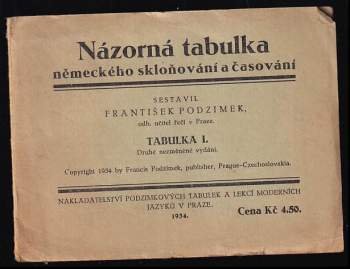 Názorná tabulka
německého skloňování a časování
SESTAVIL
FRANTIŠEK PODZIMEK,
odb. učitel řečí v Praze.
TABULKA I.
Druhé nezměněné vydání.
Copyright 1934 by Francis Podzimek, publisher, Prague-Czechoslovakia.
NAKLADATELSTVÍ PODZIMKOVÝCH TABULEK A LEKCÍ MODERNÍCH
JAZYKŮ V PRAZE.
1934.
Cena Kč 4.50.